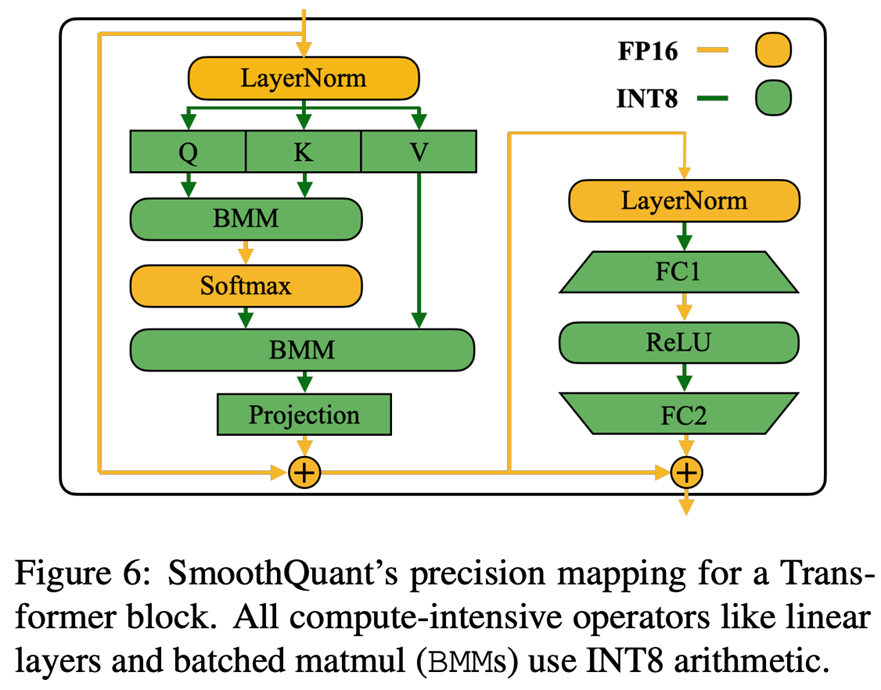 LayerNorm
Q K V
BMM
Softmax
BMM
Projection
+
FP16
INT8
LayerNorm
FC1
ReLU
FC2
+
Figure 6: SmoothQuant's precision mapping for a Trans-
former block. All compute-intensive operators like linear
layers and batched matmul (BMMs) use INT8 arithmetic.